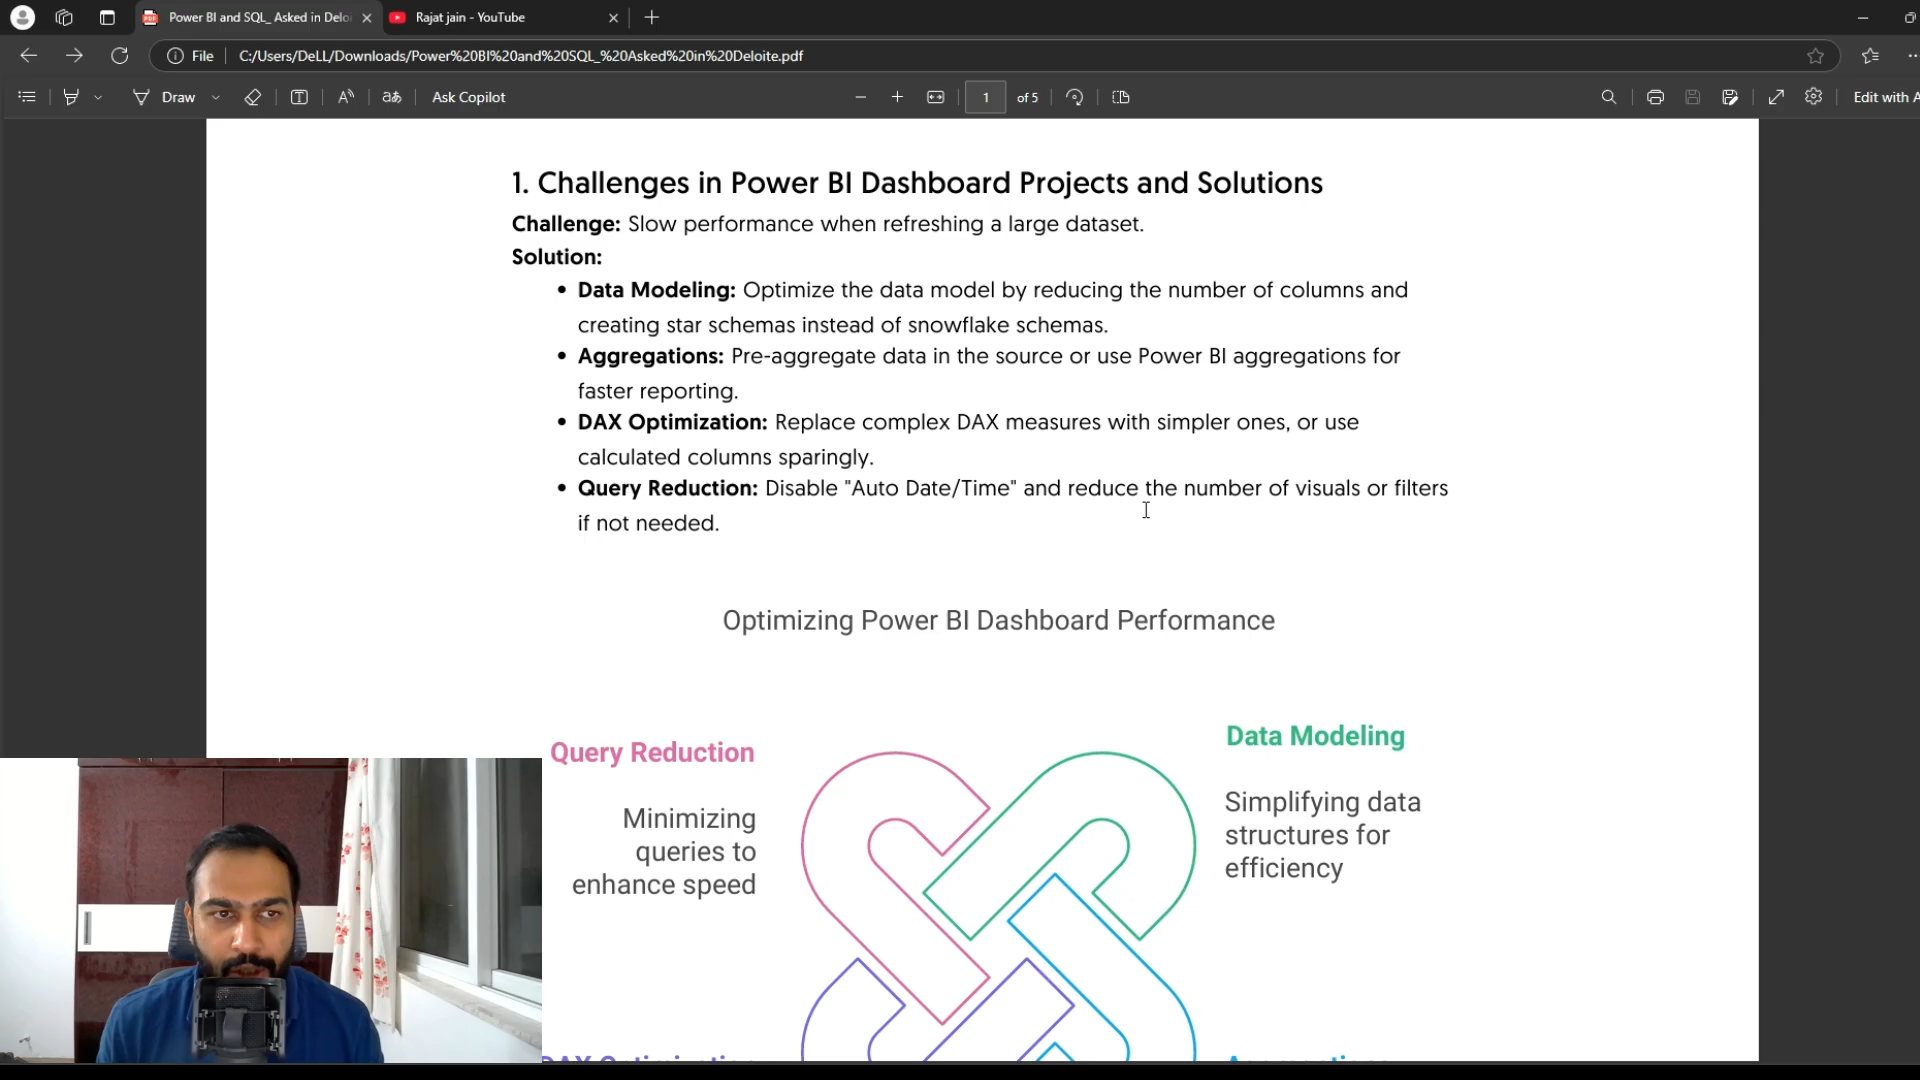 Power BI and SQL_ Asked in Delo
Rajat jain - YouTube
File
C:/Users/DeLL/Downloads/Power%20BI%20and%20SQL_%20Asked%20in%20Deloite.pdf
Draw
Ask Copilot
1
of 5
Edit with A
1. Challenges in Power BI Dashboard Projects and Solutions
Challenge: Slow performance when refreshing a large dataset.
Solution:
• Data Modeling: Optimize the data model by reducing the number of columns and
creating star schemas instead of snowflake schemas.
• Aggregations: Pre-aggregate data in the source or use Power BI aggregations for
faster reporting.
• DAX Optimization: Replace complex DAX measures with simpler ones, or use
calculated columns sparingly.
• Query Reduction: Disable "Auto Date/Time" and reduce the number of visuals or filters
if not needed.
Optimizing Power BI Dashboard Performance
Query Reduction
Minimizing
queries to
enhance speed
Data Modeling
Simplifying data
structures for
efficiency
DAX Optimization
Aggregations